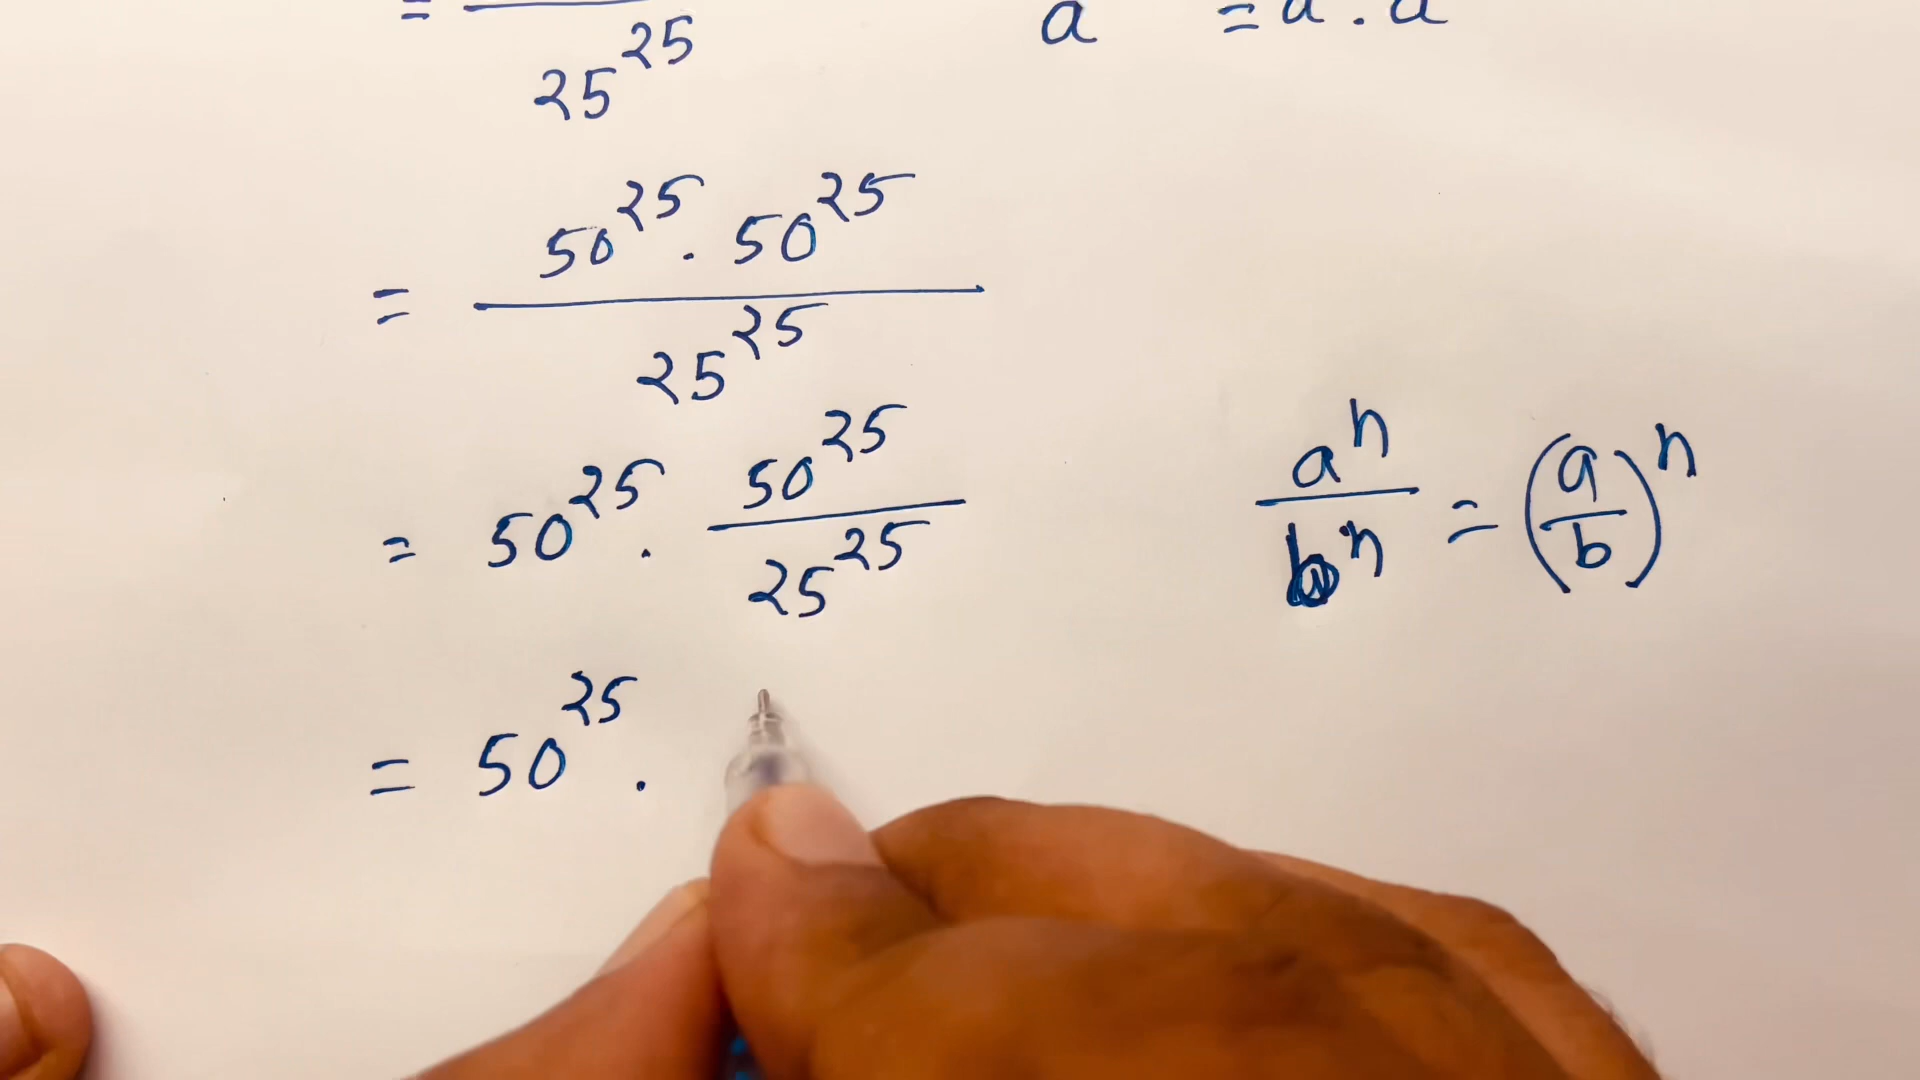 = ―― / 25^25
a = a . a
= 50^25 . 50^25 / 25^25
= 50^25 . 50^25 / 25^25
a^n / b^n = (a/b)^n
= 50^25 .